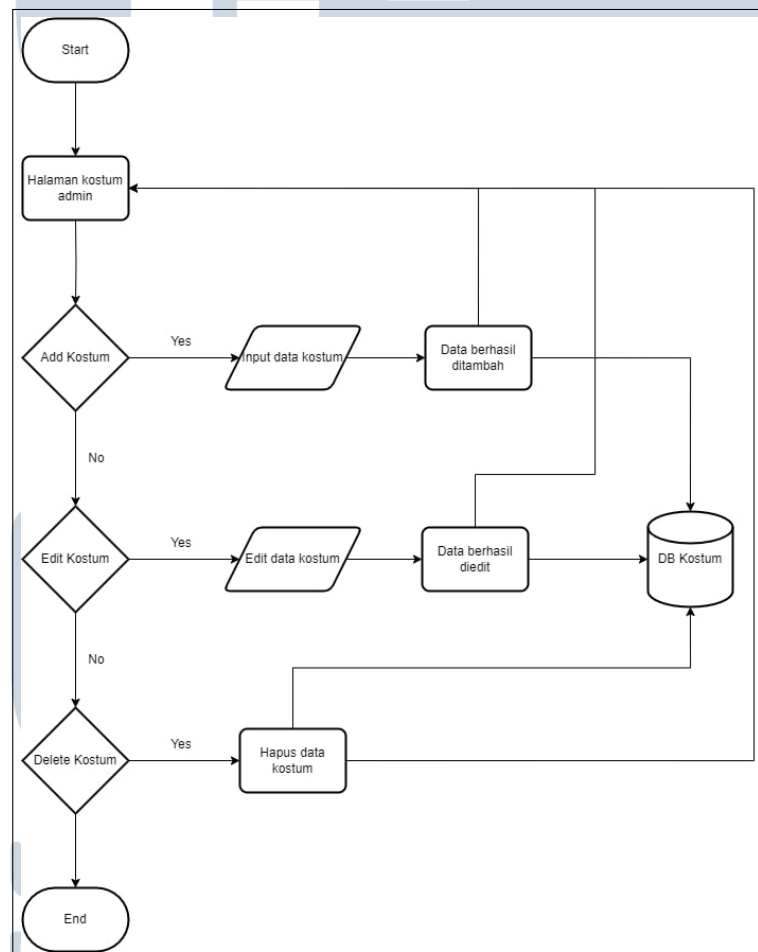 Start
Halaman kostum
admin
Add Kostum
Yes
Input data kostum
Data berhasil
ditambah
No
Edit Kostum
Yes
Edit data kostum
Data berhasil
diedit
DB Kostum
No
Delete Kostum
Yes
Hapus data
kostum
End